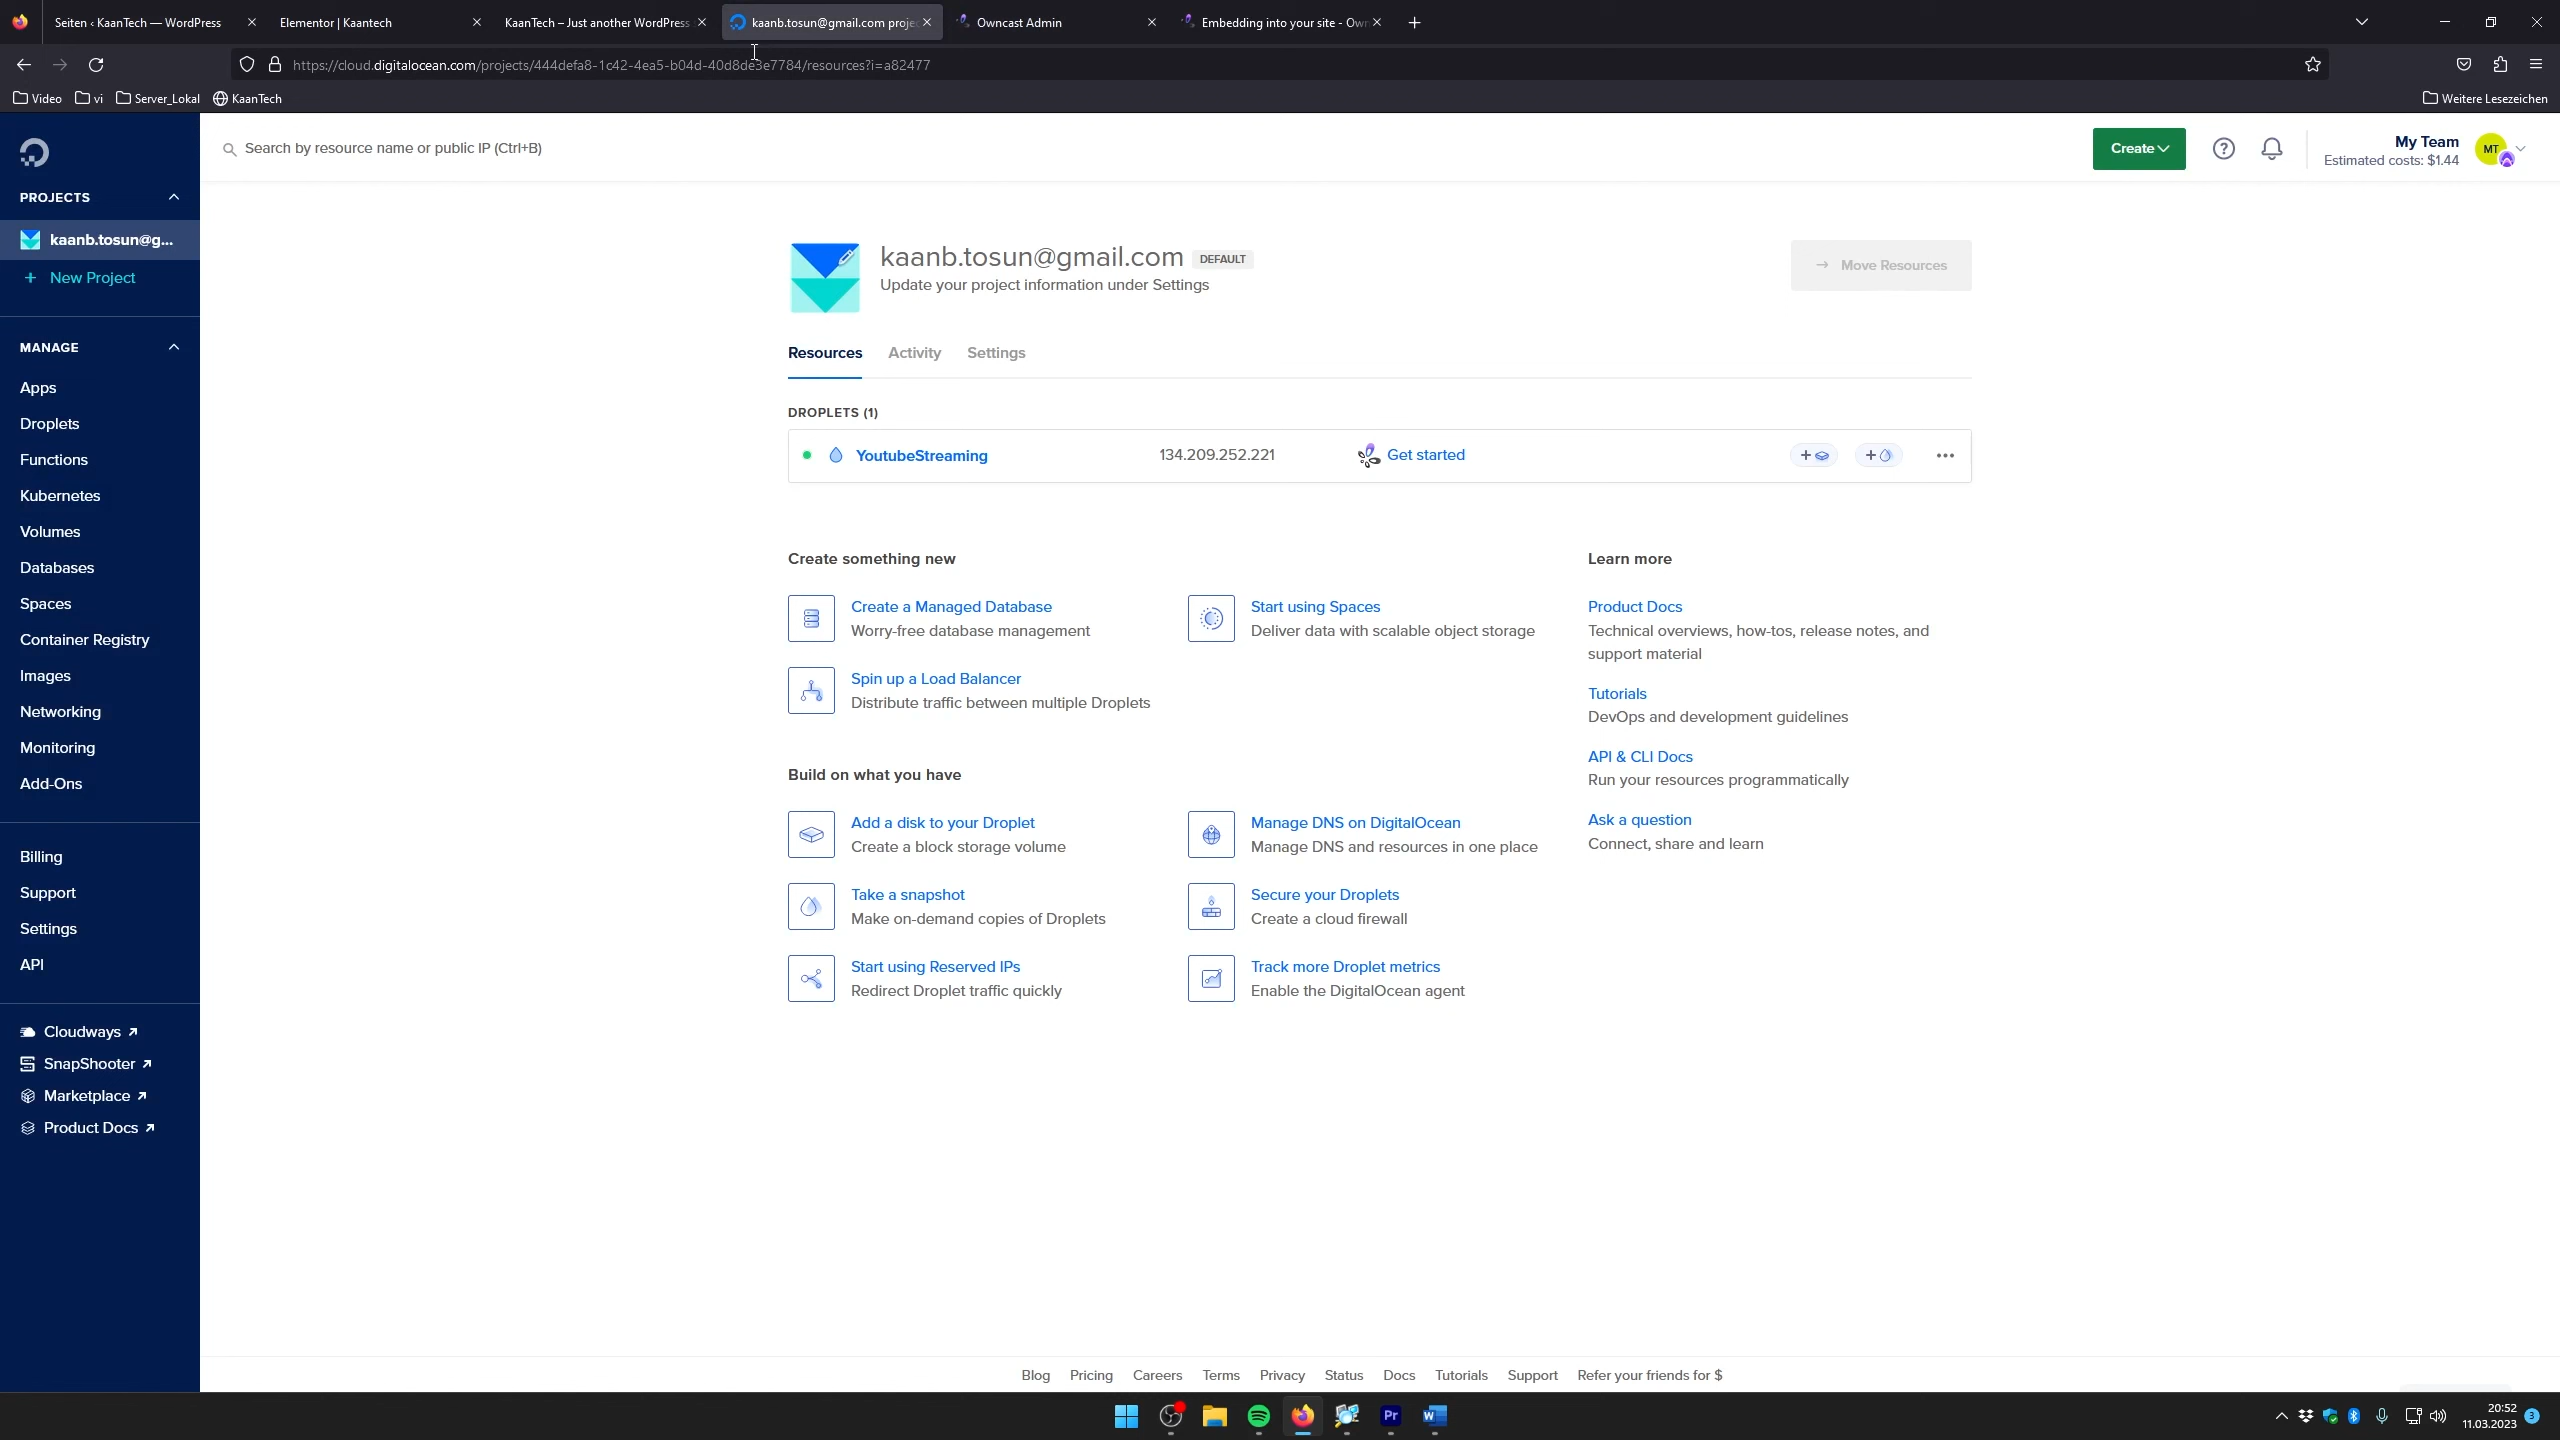 Seiten ‹ KaanTech — WordPress
Elementor | Kaantech
KaanTech – Just another WordPress
kaanb.tosun@gmail.com proje
Owncast Admin
Embedding into your site - Own
https://cloud.digitalocean.com/projects/444defa8-1c42-4ea5-b04d-40d8de3e7784/resources?i=a82477
Video
vi
Server_Lokal
KaanTech
Weitere Lesezeichen
Search by resource name or public IP (Ctrl+B)
Create
?
My Team
Estimated costs: $1.44
MT
PROJECTS
kaanb.tosun@g...
+ New Project
MANAGE
Apps
Droplets
Functions
Kubernetes
Volumes
Databases
Spaces
Container Registry
Images
Networking
Monitoring
Add-Ons
Billing
Support
Settings
API
Cloudways
SnapShooter
Marketplace
Product Docs
kaanb.tosun@gmail.com DEFAULT
Update your project information under Settings
→ Move Resources
Resources Activity Settings
DROPLETS (1)
YoutubeStreaming 134.209.252.221 Get started
Create something new
Create a Managed Database
Worry-free database management
Start using Spaces
Deliver data with scalable object storage
Spin up a Load Balancer
Distribute traffic between multiple Droplets
Learn more
Product Docs
Technical overviews, how-tos, release notes, and
support material
Tutorials
DevOps and development guidelines
API & CLI Docs
Run your resources programmatically
Ask a question
Connect, share and learn
Build on what you have
Add a disk to your Droplet
Create a block storage volume
Manage DNS on DigitalOcean
Manage DNS and resources in one place
Take a snapshot
Make on-demand copies of Droplets
Secure your Droplets
Create a cloud firewall
Start using Reserved IPs
Redirect Droplet traffic quickly
Track more Droplet metrics
Enable the DigitalOcean agent
Blog Pricing Careers Terms Privacy Status Docs Tutorials Support Refer your friends for $
Pr
W
20:52
11.03.2023
3